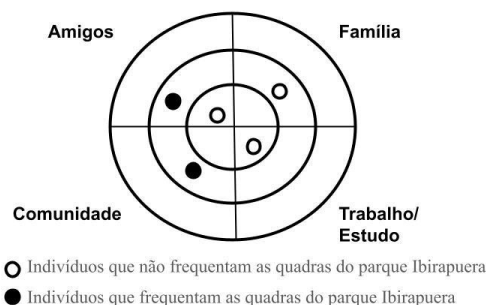 Amigos
Família
Comunidade
Trabalho/
Estudo
Indivíduos que não frequentam as quadras do parque Ibirapuera
Indivíduos que frequentam as quadras do parque Ibirapuera